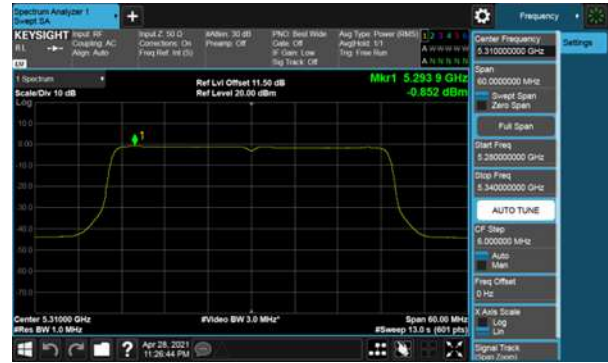 Spectrum Analyzer 1
Swept SA
+
Frequency
KEYSIGHT
Input: RF
Coupling: AC
Align: Auto
Input Z: 50 Ω
Corrections: On
Freq Ref: Int (S)
#Atten: 30 dB
Preamp: Off
PNO: Best Wide
Gate: Off
IF Gain: Low
Sig Track: Off
Avg Type: Power (RMS)
Avg|Hold: 1/1
Trig: Free Run
1 2 3 4 5 6
A W W W W W
A N N N N N
1 Spectrum
Scale/Div 10 dB
Log
Ref Lvl Offset 11.50 dB
Ref Level 20.00 dBm
Mkr1 5.293 9 GHz
-0.852 dBm
1
10.0
0.00
-10.0
-20.0
-30.0
-40.0
-50.0
-60.0
-70.0
Center 5.31000 GHz
#Res BW 1.0 MHz
#Video BW 3.0 MHz*
Span 60.00 MHz
#Sweep 13.0 s (601 pts)
Apr 28, 2021
11:26:44 PM
Center Frequency
5.310000000 GHz
Span
60.0000000 MHz
Swept Span
Zero Span
Full Span
Start Freq
5.280000000 GHz
Stop Freq
5.340000000 GHz
AUTO TUNE
CF Step
6.000000 MHz
Auto
Man
Freq Offset
0 Hz
X Axis Scale
Log
Lin
Signal Track
(Span Zoom)
Settings